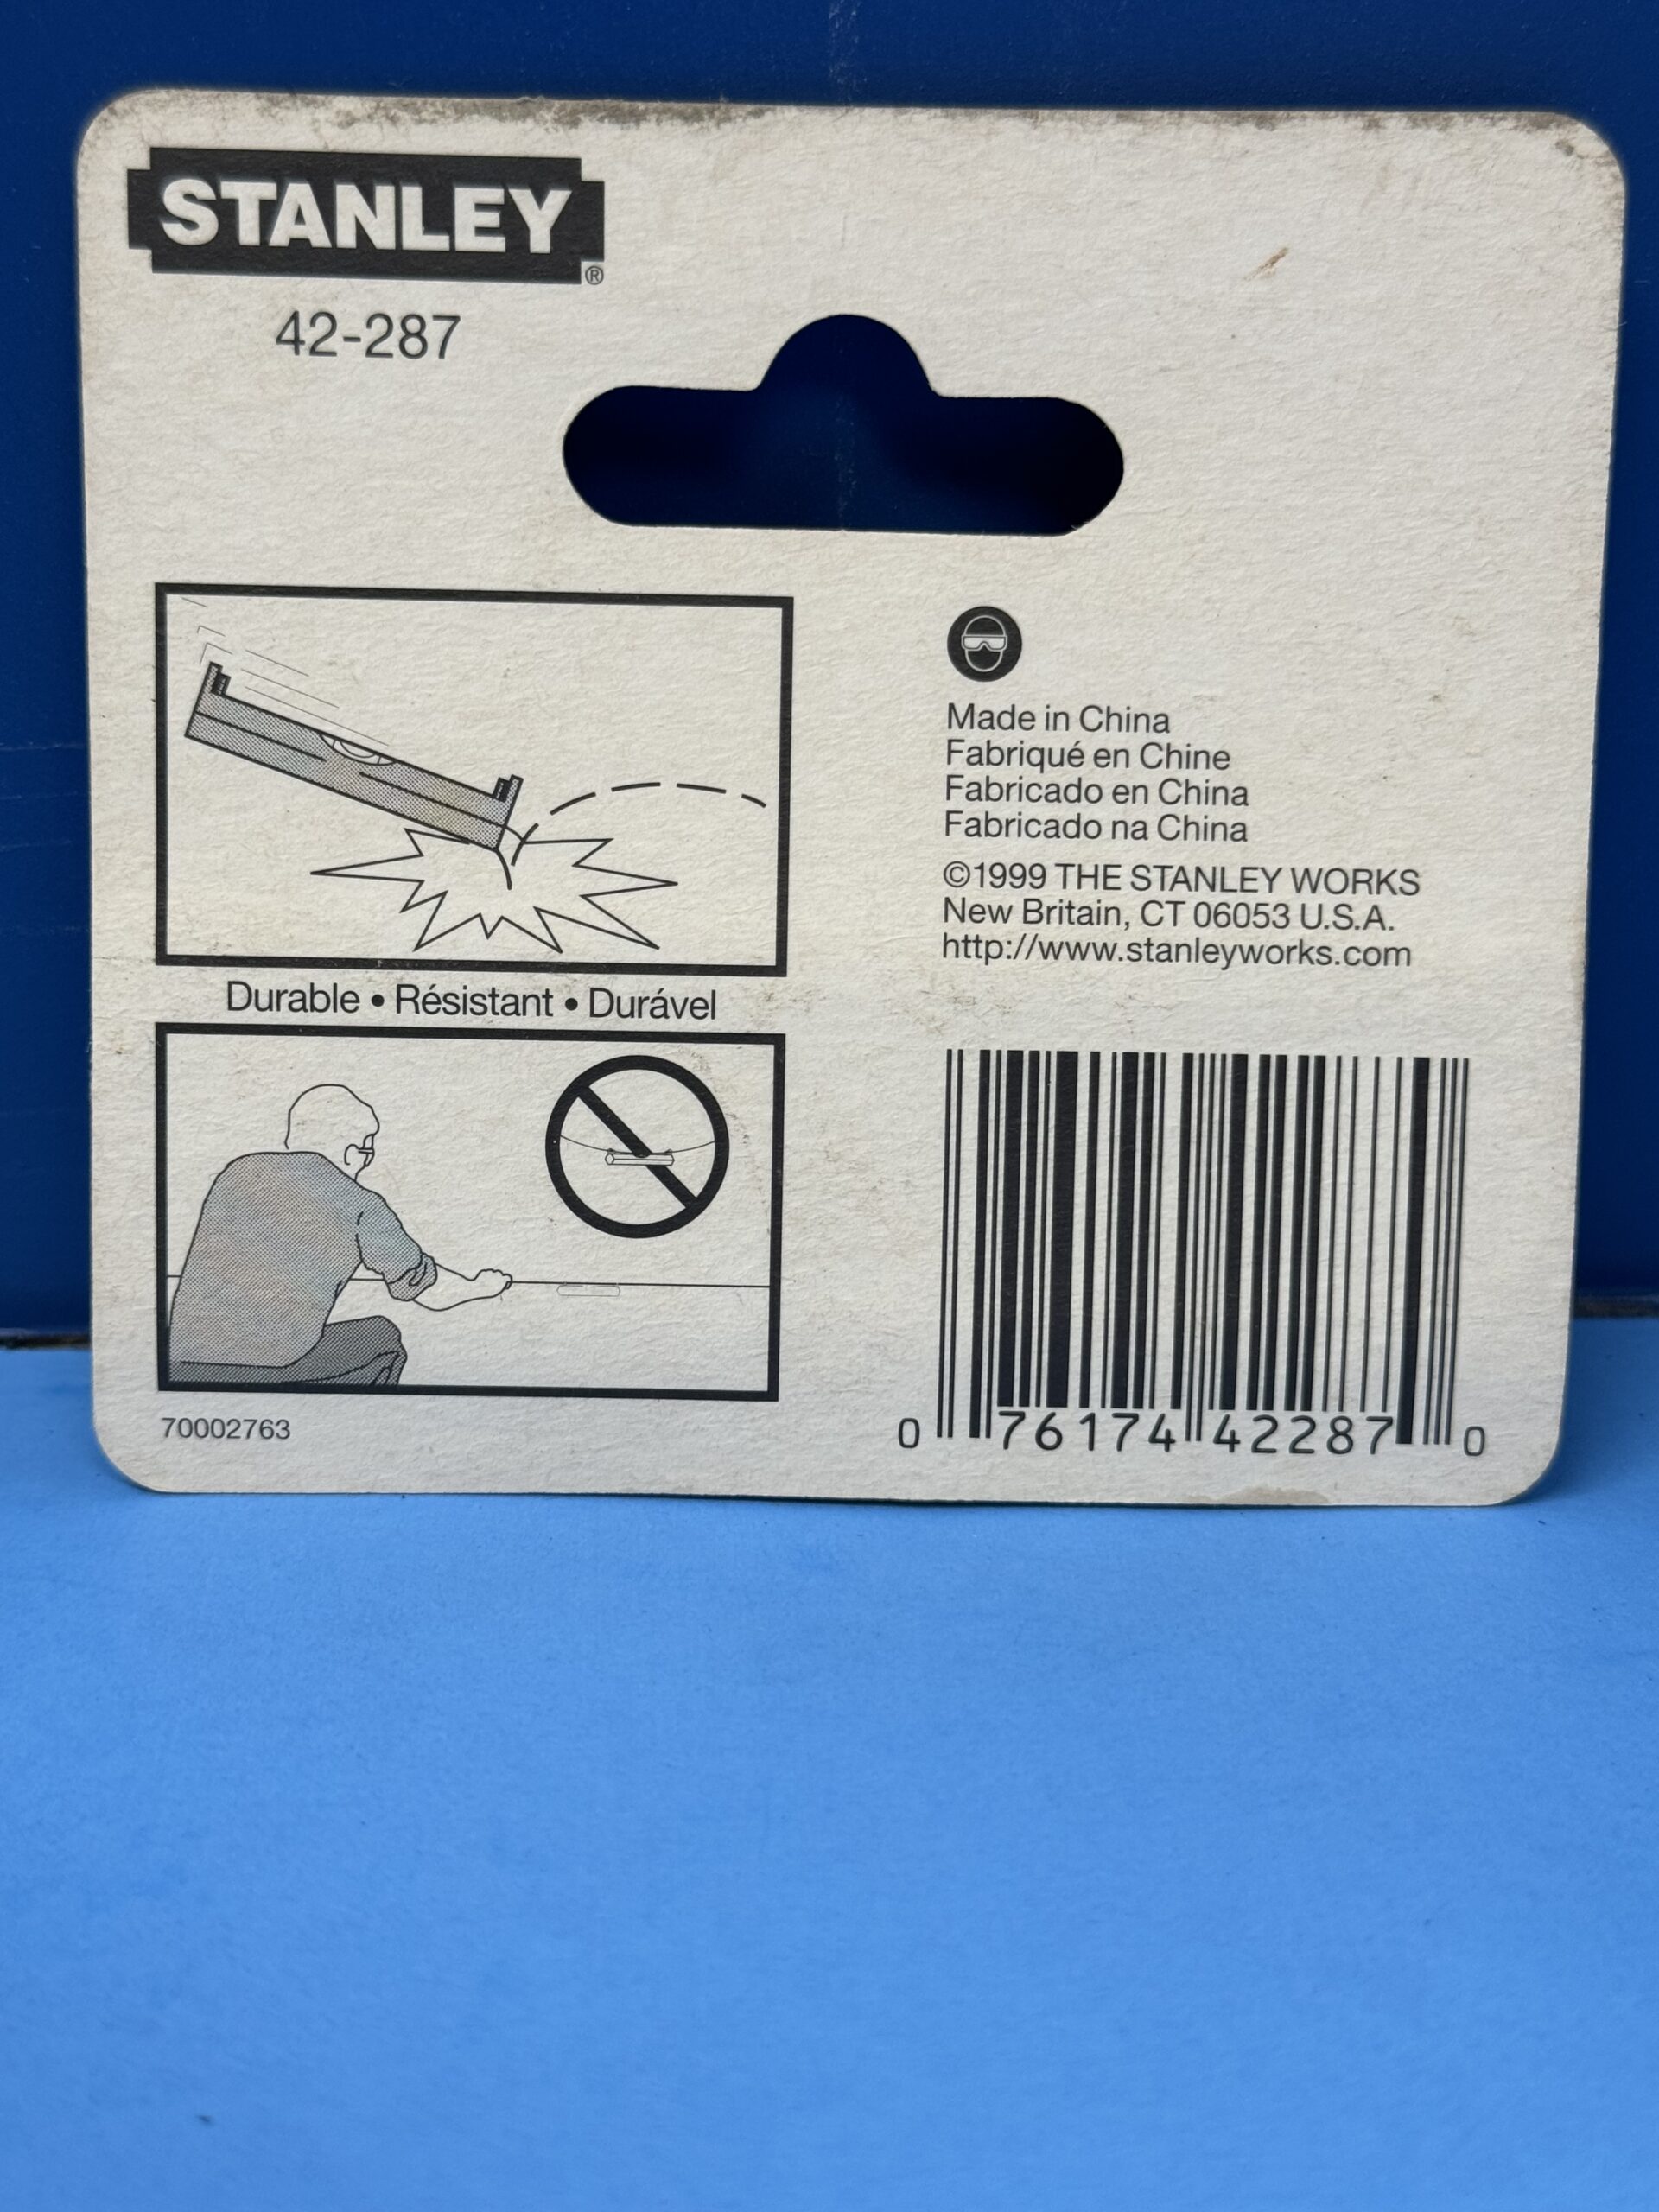 STANLEY®
42-287
Made in China
Fabriqué en Chine
Fabricado en China
Fabricado na China
©1999 THE STANLEY WORKS
New Britain, CT 06053 U.S.A.
http://www.stanleyworks.com
Durable • Résistant • Durável
70002763
0 76174 42287 0